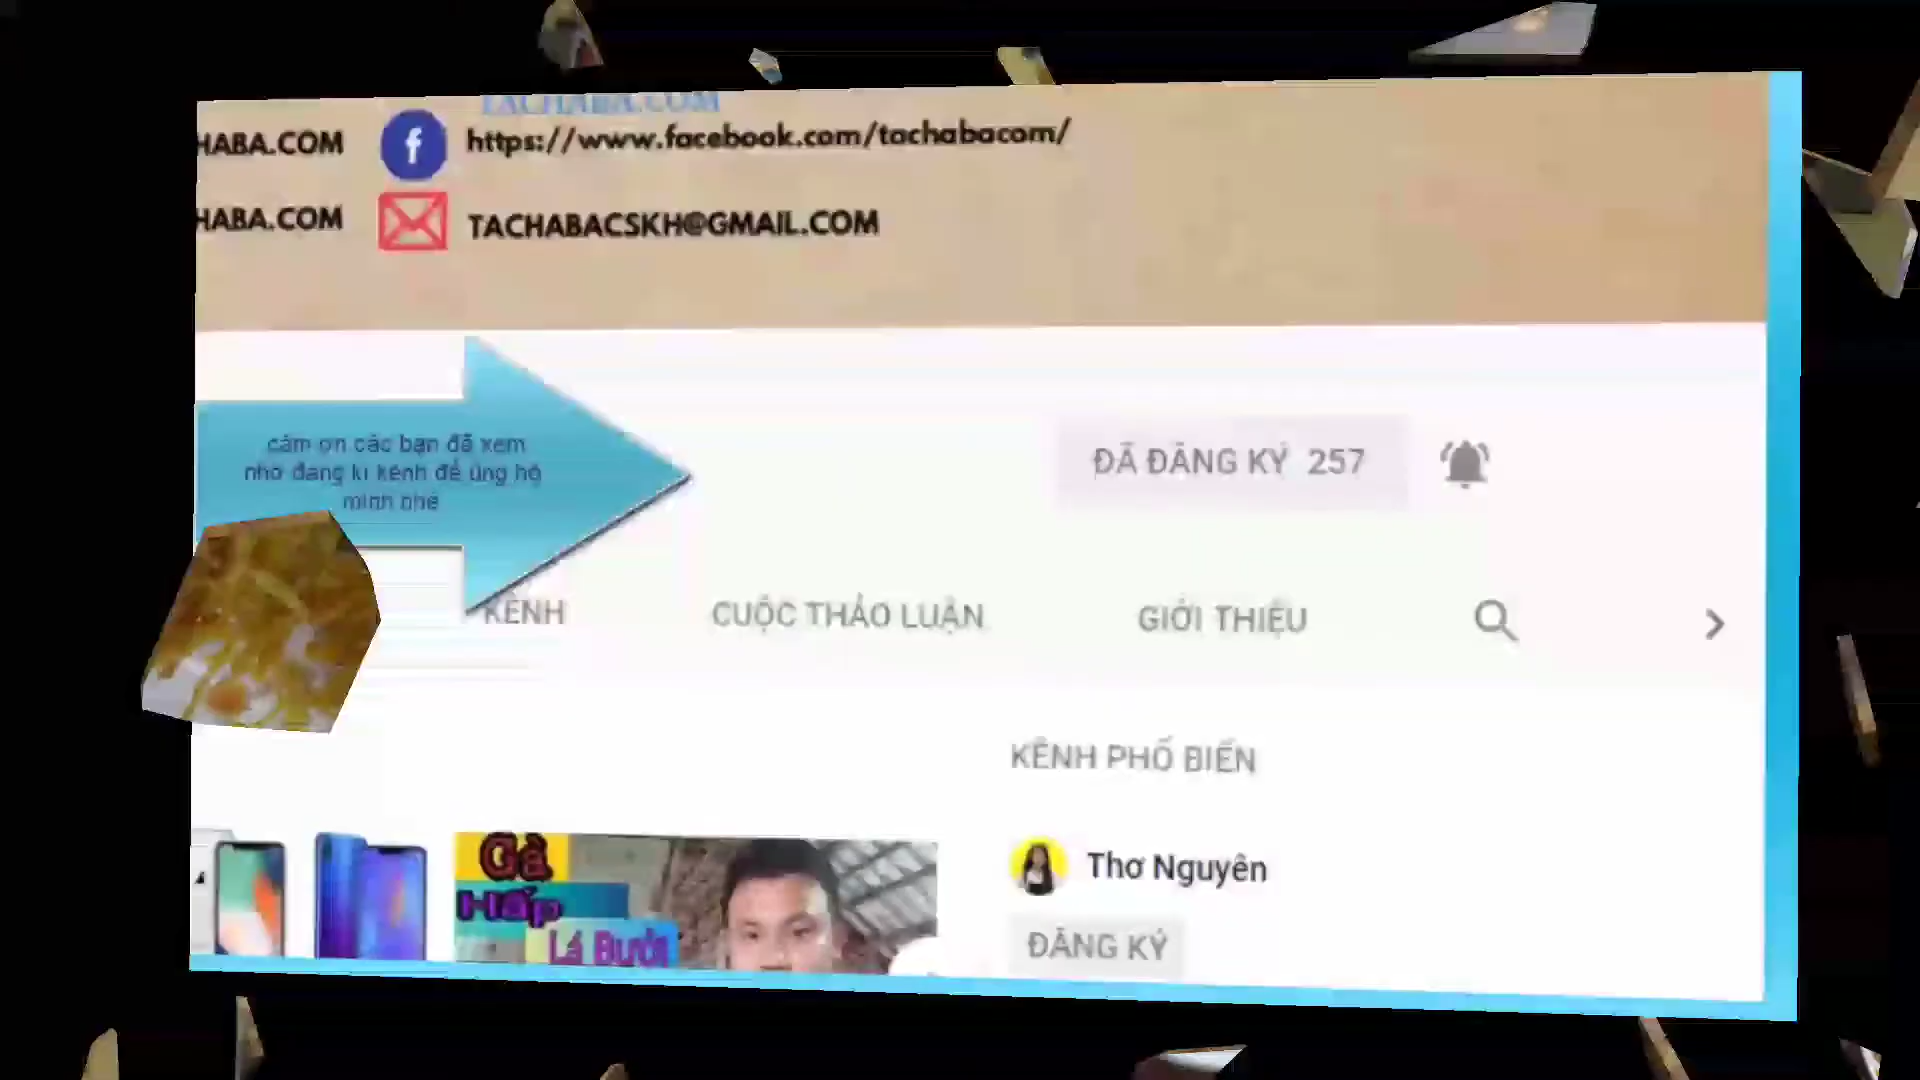 TACHABA.COM
HABA.COM
https://www.facebook.com/tachabacom/
HABA.COM
TACHABACSKH@GMAIL.COM
cảm ơn các bạn đã xem
nhớ đăng kí kênh để ủng hộ
mình nhé
ĐÃ ĐĂNG KÝ 257
KÊNH
CUỘC THẢO LUẬN
GIỚI THIỆU
KÊNH PHỔ BIẾN
Gà
Hấp
Lá Bưởi
Thơ Nguyên
ĐĂNG KÝ